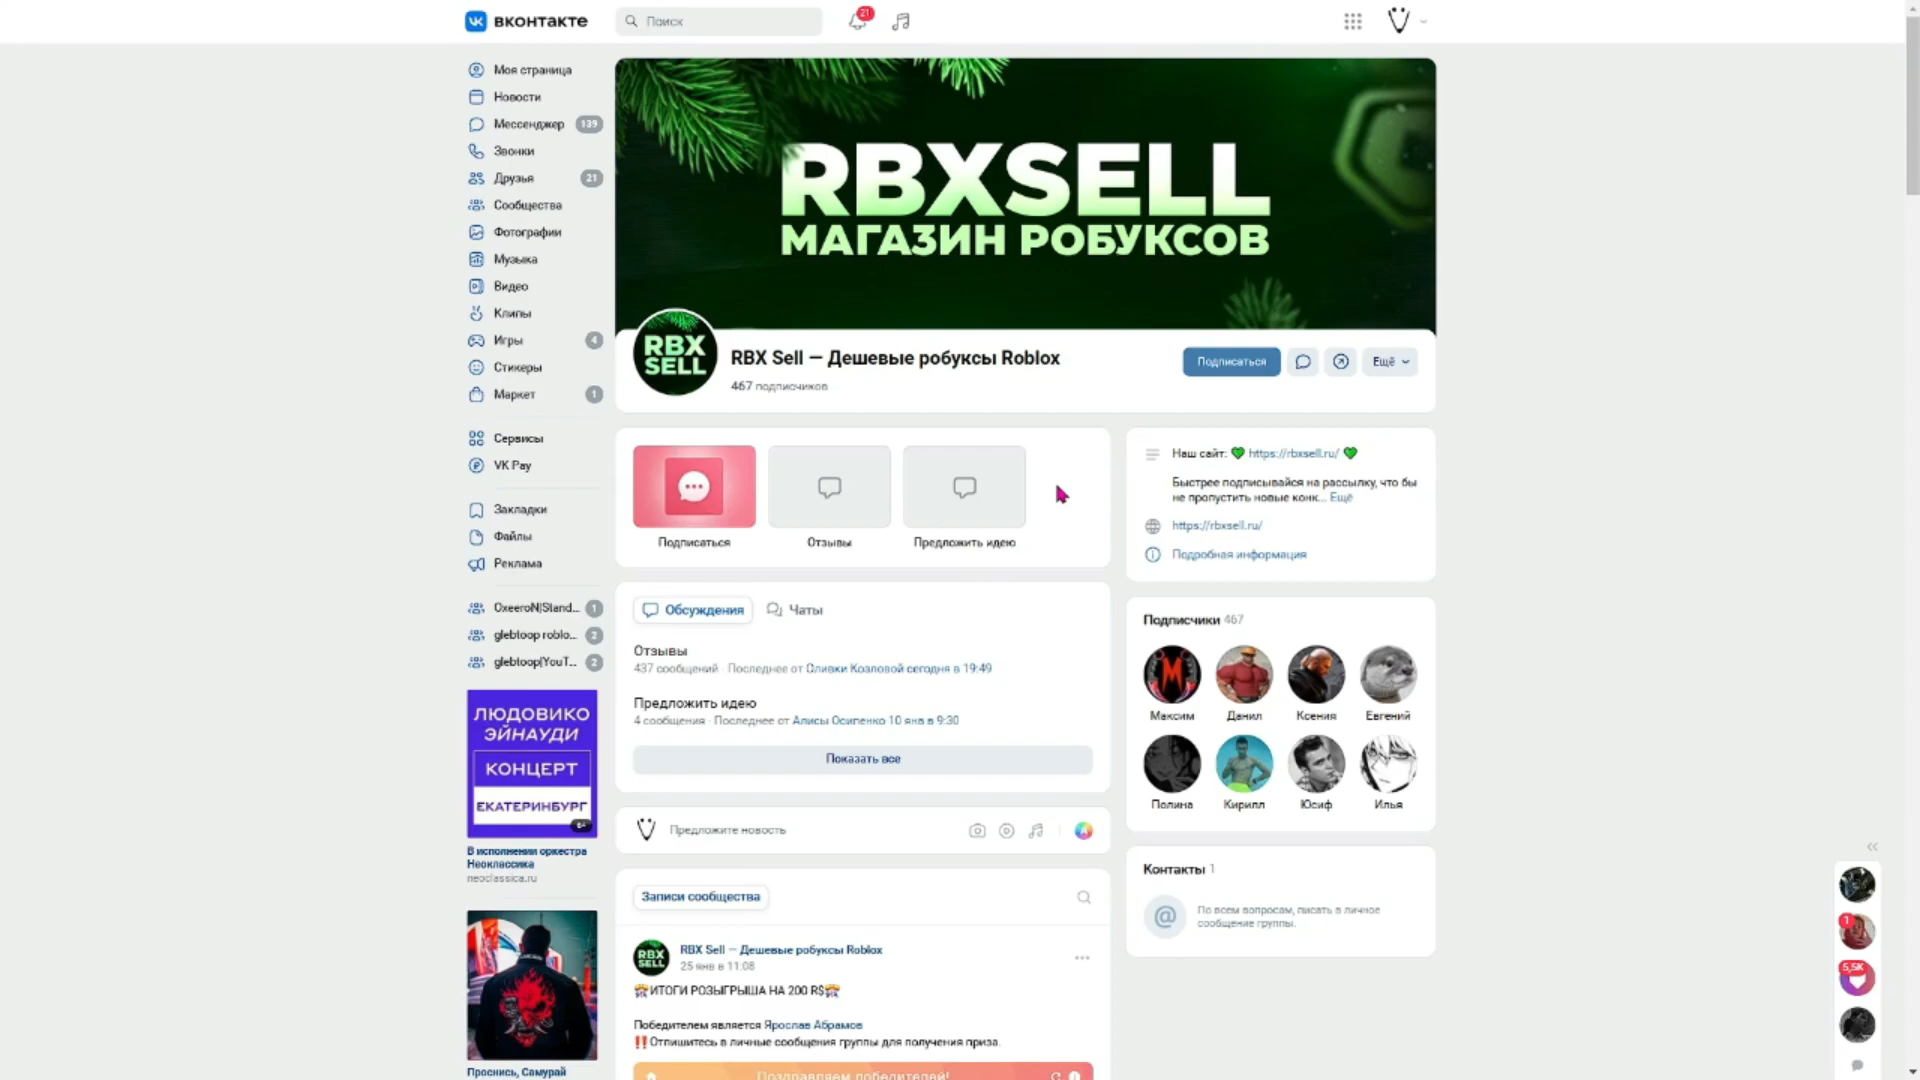 ВКОНТАКТЕ
Поиск
21
Моя страница
Новости
Мессенджер 139
Звонки
Друзья 21
Сообщества
Фотографии
Музыка
Видео
Клипы
Игры 4
Стикеры
Маркет 1
Сервисы
VK Pay
Закладки
Файлы
Реклама
OxeeroN|Stand... 1
glebtoop roblo... 2
glebtoop|YouT... 2
ЛЮДОВИКО
ЭЙНАУДИ
КОНЦЕРТ
ЕКАТЕРИНБУРГ
6+
В исполнении оркестра
Неоклассика
neoclassica.ru
Проснись, Самурай
RBXSELL
МАГАЗИН РОБУКСОВ
RBX
SELL
RBX Sell — Дешевые робуксы Roblox
467 подписчиков
Подписаться
Ещё
Подписаться
Отзывы
Предложить идею
Обсуждения
Чаты
Отзывы
437 сообщений · Последнее от Оливки Козловой сегодня в 19:49
Предложить идею
4 сообщения · Последнее от Алисы Осипенко 10 янв в 9:30
Показать все
Предложите новость
Записи сообщества
RBX
SELL
RBX Sell — Дешевые робуксы Roblox
25 янв в 11:08
ИТОГИ РОЗЫГРЫША НА 200 R$
Победителем является Ярослав Абрамов
‼Отпишитесь в личные сообщения группы для получения приза.
Поздравляем победителей!
Наш сайт: 💚 https://rbxsell.ru/ 💚
Быстрее подписывайся на рассылку, что бы
не пропустить новые конк... Ещё
https://rbxsell.ru/
Подробная информация
Подписчики 467
Максим
Данил
Ксения
Евгений
Полина
Кирилл
Юсиф
Илья
Контакты 1
По всем вопросам, писать в личное
сообщение группы.
1
5,5K